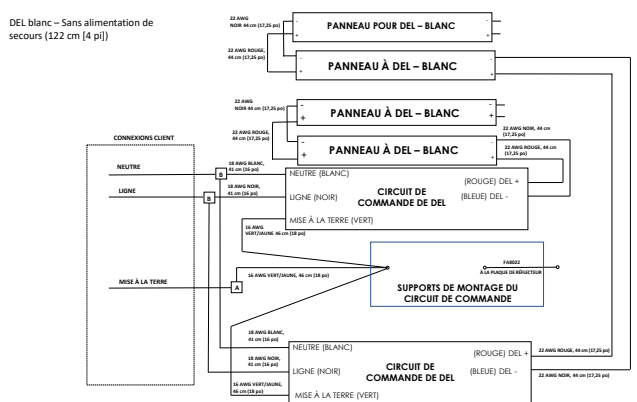 DEL blanc – Sans alimentation de
secours (122 cm [4 pi])
22 AWG
NOIR 44 cm (17,25 po)
22 AWG ROUGE,
44 cm (17,25 po)
- PANNEAU POUR DEL – BLANC -
+ +
- PANNEAU À DEL – BLANC -
+ +
22 AWG
NOIR 44 cm (17,25 po)
22 AWG ROUGE,
44 cm (17,25 po)
- PANNEAU À DEL – BLANC -
+ +
- PANNEAU À DEL – BLANC -
+ +
22 AWG NOIR, 44 cm
(17,25 po)
22 AWG ROUGE, 44 cm
(17,25 po)
CONNEXIONS CLIENT
NEUTRE
LIGNE
MISE À LA TERRE
B
B
A
18 AWG BLANC,
41 cm (16 po)
18 AWG NOIR,
41 cm (16 po)
NEUTRE (BLANC)
LIGNE (NOIR)
MISE À LA TERRE (VERT)
CIRCUIT DE
COMMANDE DE DEL
(ROUGE) DEL +
(BLEUE) DEL -
16 AWG
VERT/JAUNE 46 cm (18 po)
16 AWG VERT/JAUNE, 46 cm (18 po)
FA8022
À LA PLAQUE DE RÉFLECTEUR
SUPPORTS DE MONTAGE DU
CIRCUIT DE COMMANDE
18 AWG BLANC,
41 cm (16 po)
18 AWG NOIR,
41 cm (16 po)
16 AWG VERT/JAUNE,
46 cm (18 po)
NEUTRE (BLANC)
LIGNE (NOIR)
MISE À LA TERRE (VERT)
CIRCUIT DE
COMMANDE DE DEL
(ROUGE) DEL +
(BLEUE) DEL -
22 AWG ROUGE, 44 cm (17,25 po)
22 AWG NOIR, 44 cm (17,25 po)